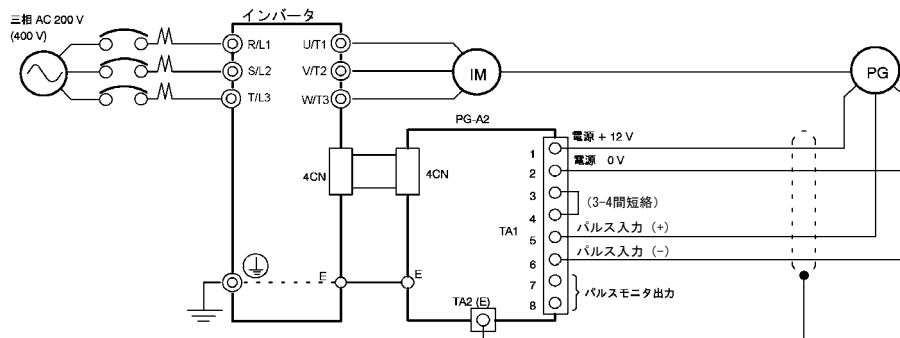 三相 AC 200 V
(400 V)
インバータ
R/L1
S/L2
T/L3
U/T1
V/T2
W/T3
IM
PG
PG-A2
4CN
4CN
E
E
TA1
TA2 (E)
1
2
3
4
5
6
7
8
電源 + 12 V
電源 0 V
(3-4間短絡)
パルス入力 (+)
パルス入力 (-)
パルスモニタ出力